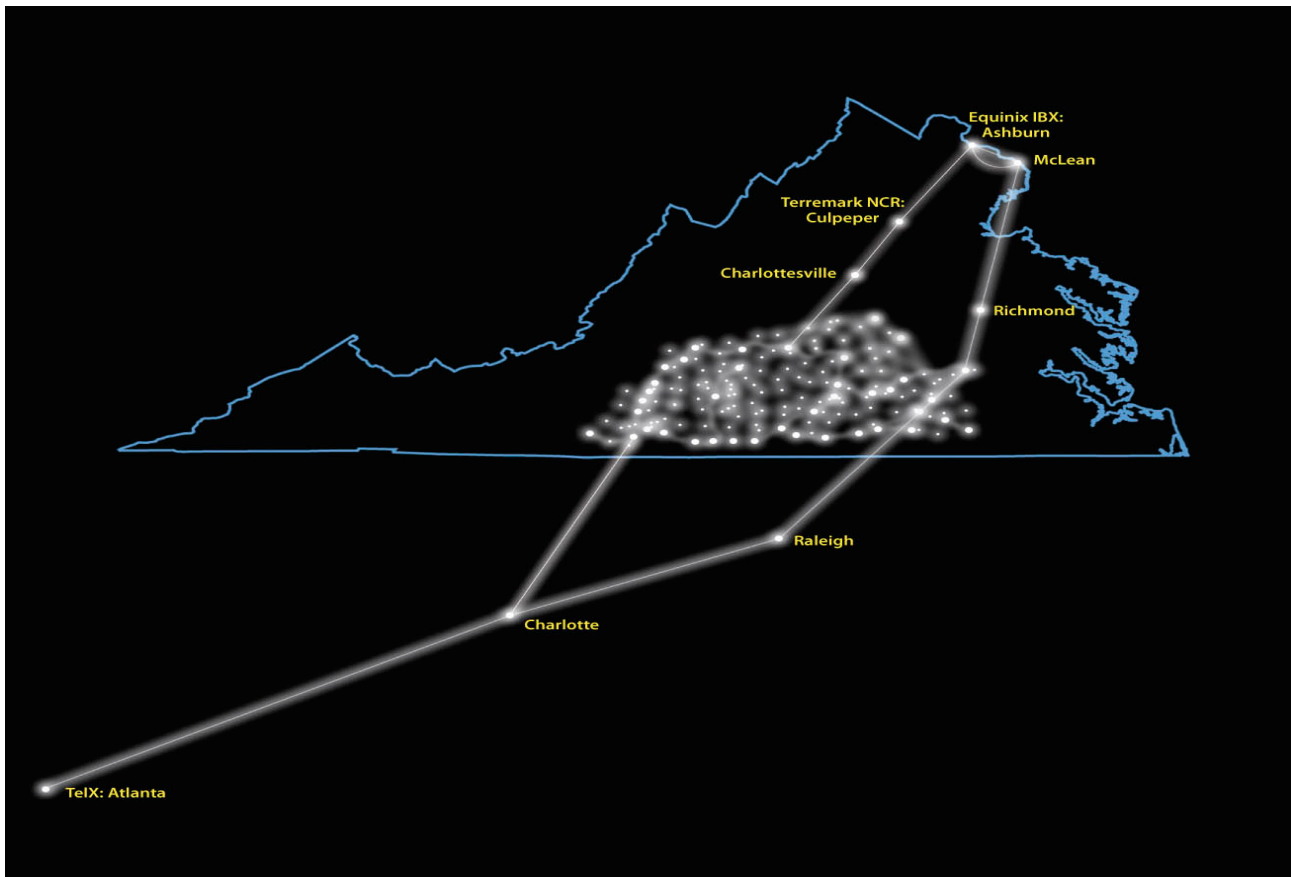 Equinix IBX:
Ashburn
McLean
Terremark NCR:
Culpeper
Charlottesville
Richmond
Raleigh
Charlotte
TelX: Atlanta